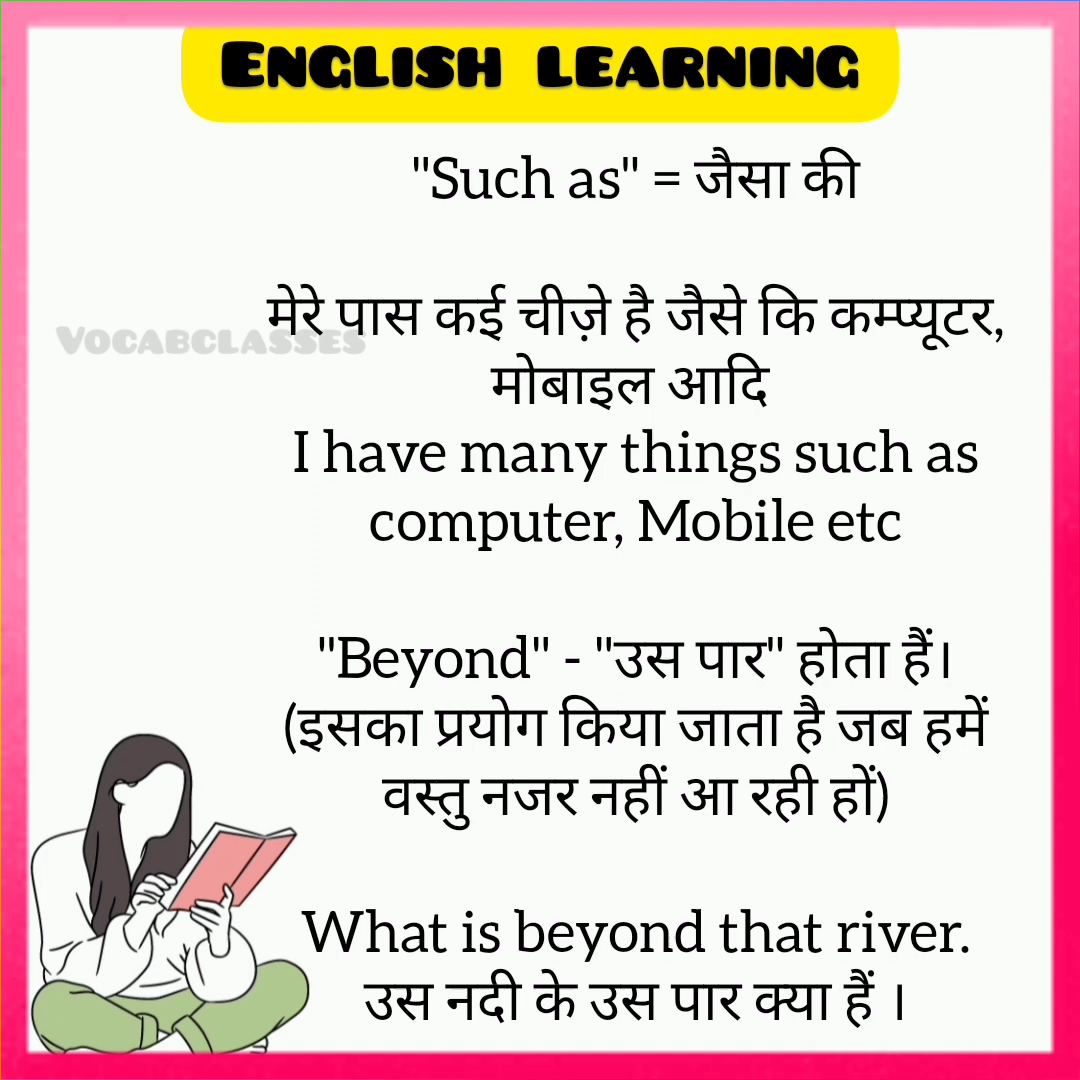 ENGLISH LEARNING
"Such as" = जैसा की
मेरे पास कई चीज़े है जैसे कि कम्प्यूटर,
VOCABCLASSES
मोबाइल आदि
I have many things such as
computer, Mobile etc
"Beyond" - "उस पार" होता हैं।
(इसका प्रयोग किया जाता है जब हमें
वस्तु नजर नहीं आ रही हों)
What is beyond that river.
उस नदी के उस पार क्या हैं ।